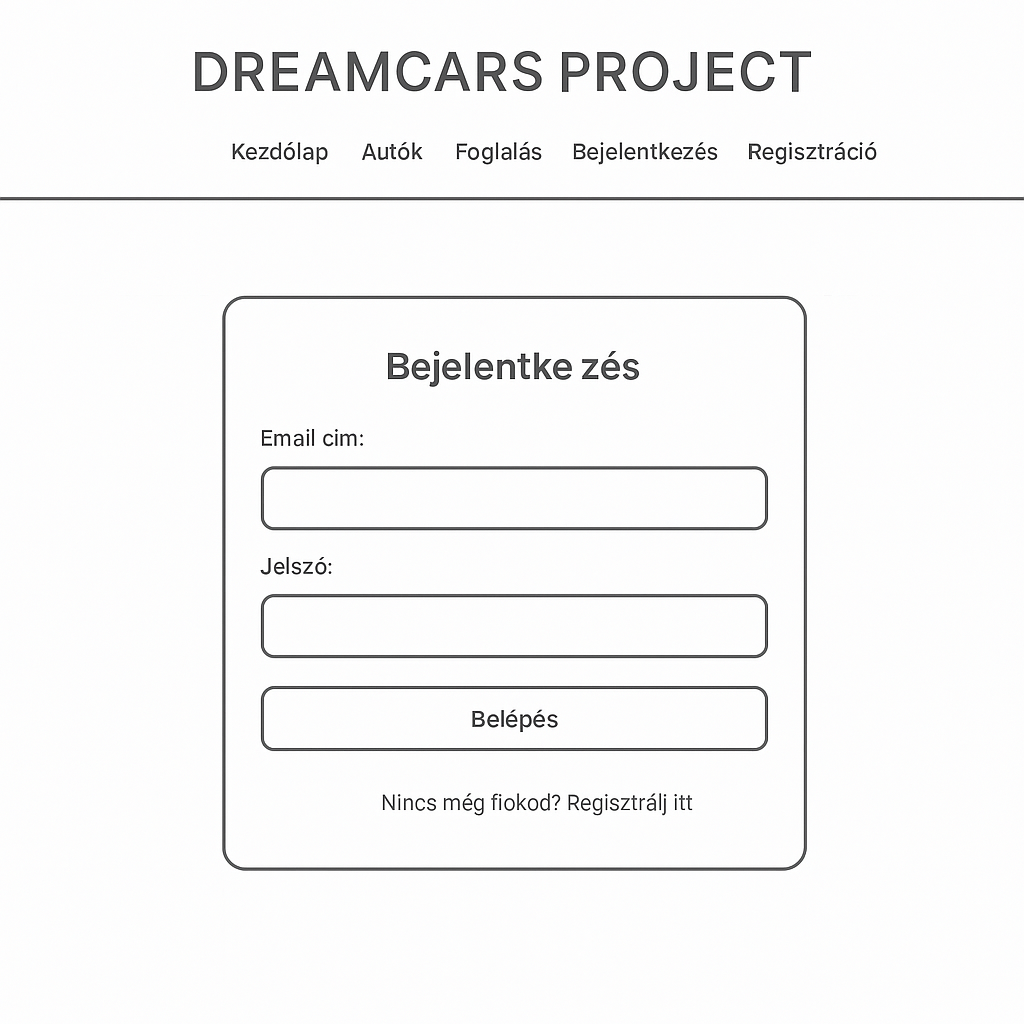 DREAMCARS PROJECT
Kezdólap Autók Foglalás Bejelentkezés Regisztráció
Bejelentke zés
Email cim:
Jelszó:
Belépés
Nincs még fiokod? Regisztrálj itt